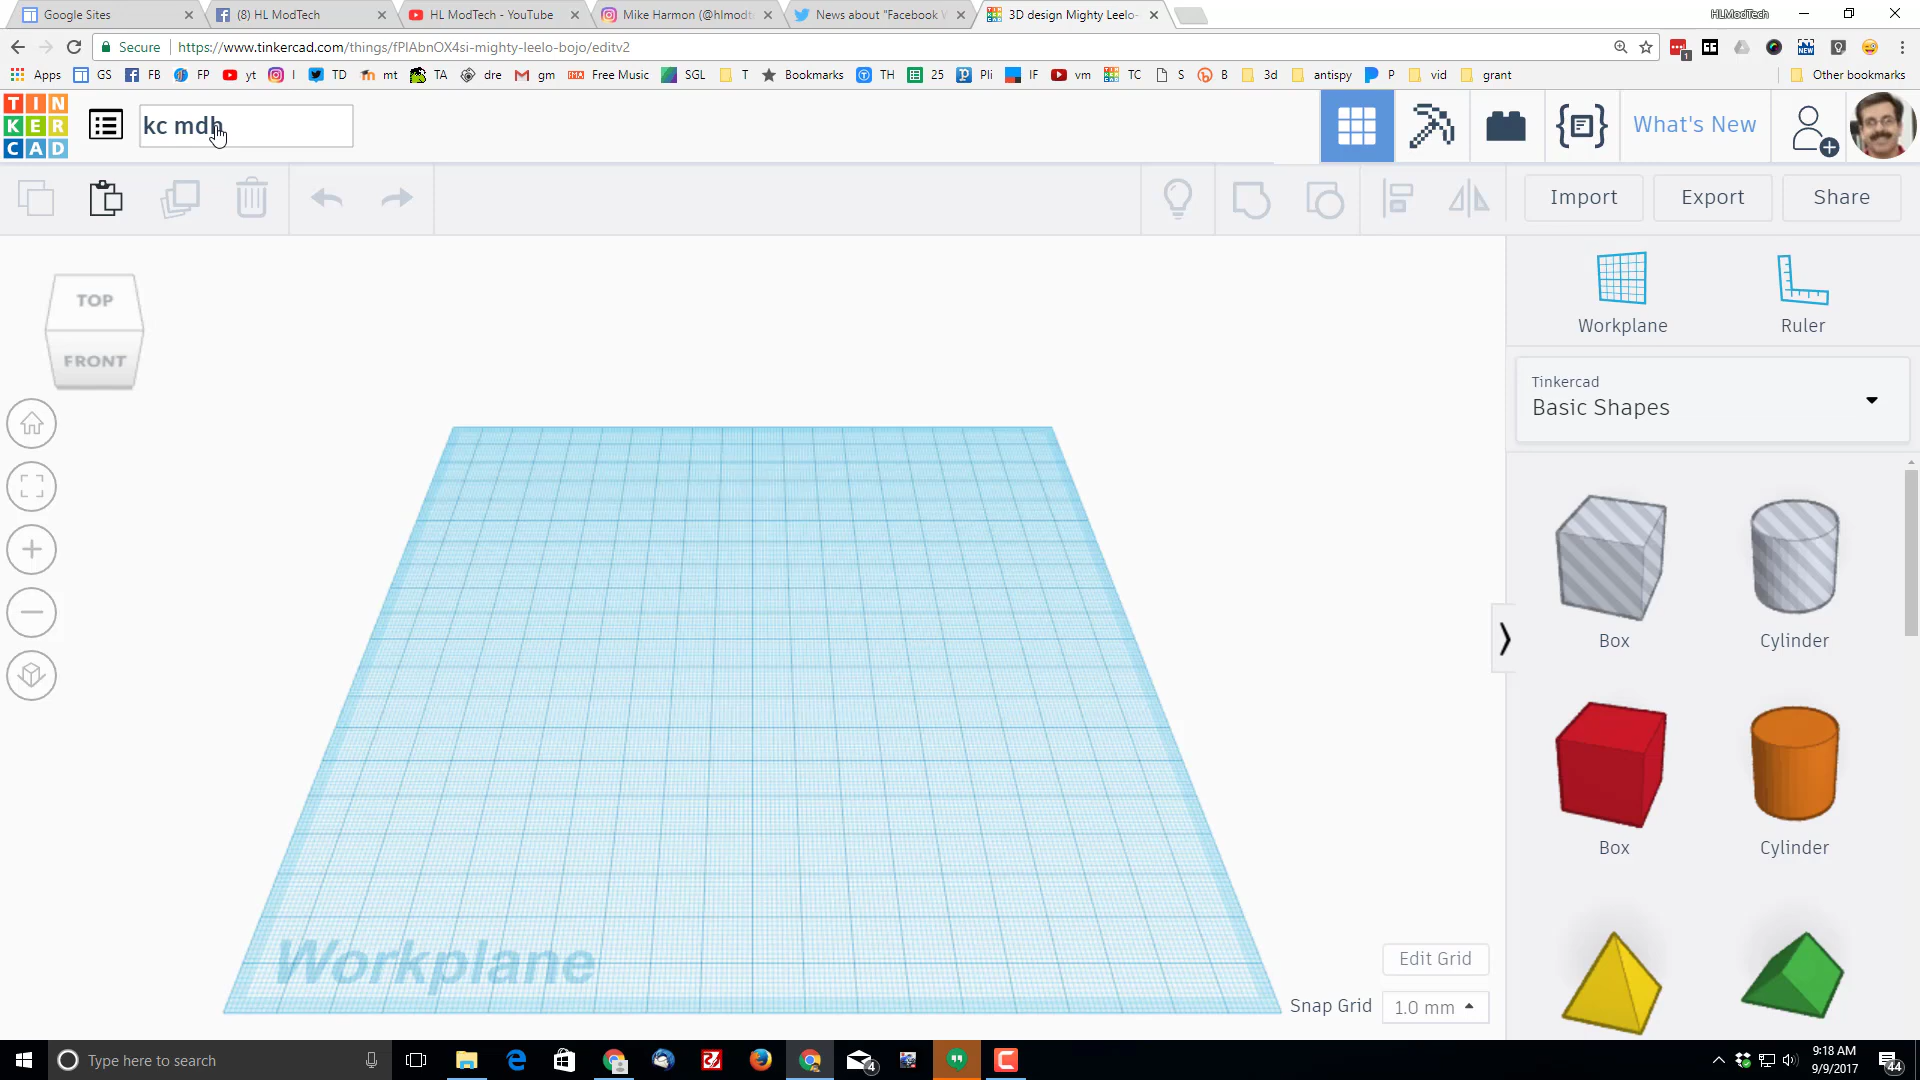 Google Sites
(8) HL ModTech
HL ModTech - YouTube
Mike Harmon (@hlmodt
News about "Facebook
3D design Mighty Leelo-
HLModTech
Secure
https://www.tinkercad.com/things/fPIAbnOX4si-mighty-leelo-bojo/editv2
Apps GS FB FP yt I TD mt TA dre gm Free Music SGL T Bookmarks TH 25 Pli IF vm TC S B 3d antispy P vid grant Other bookmarks
TIN
KER
CAD
kc mdh
What's New
Import
Export
Share
TOP
FRONT
Workplane
Ruler
Tinkercad
Basic Shapes
Box
Cylinder
Box
Cylinder
Workplane
Edit Grid
Snap Grid
1.0 mm
Type here to search
4
9:18 AM
9/9/2017
44